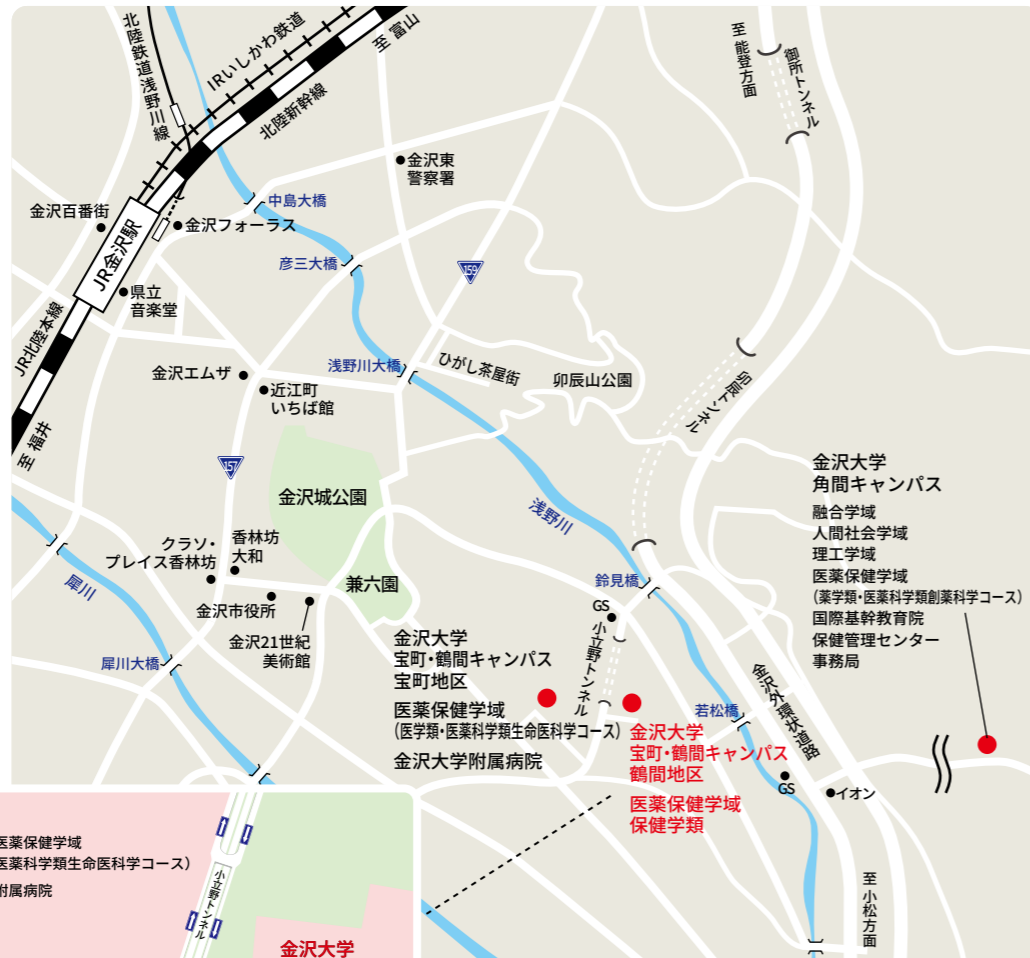 北陸鉄道浅野川線
IRいしかわ鉄道
北陸新幹線
至 富山
至 能登方面
御所トンネル
金沢東
警察署
金沢百番街
JR金沢駅
金沢フォーラス
中島大橋
彦三大橋
県立
音楽堂
159
JR北陸本線
至 福井
金沢エムザ
近江町
いちば館
浅野川大橋
ひがし茶屋街
卯辰山公園
卯辰トンネル
157
金沢城公園
浅野川
金沢大学
角間キャンパス
融合学域
人間社会学域
理工学域
医薬保健学域
(薬学類・医薬科学類創薬科学コース)
国際基幹教育院
保健管理センター
事務局
クラソ・
プレイス香林坊
香林坊
大和
犀川
兼六園
鈴見橋
GS
小立野トンネル
金沢市役所
金沢21世紀
美術館
犀川大橋
金沢大学
宝町・鶴間キャンパス
宝町地区
医薬保健学域
(医学類・医薬科学類生命医科学コース)
金沢大学附属病院
金沢大学
宝町・鶴間キャンパス
鶴間地区
医薬保健学域
保健学類
若松橋
金沢外環状道路
GS
イオン
至 小松方面
医薬保健学域
医薬科学類生命医科学コース)
附属病院
小立野トンネル
金沢大学